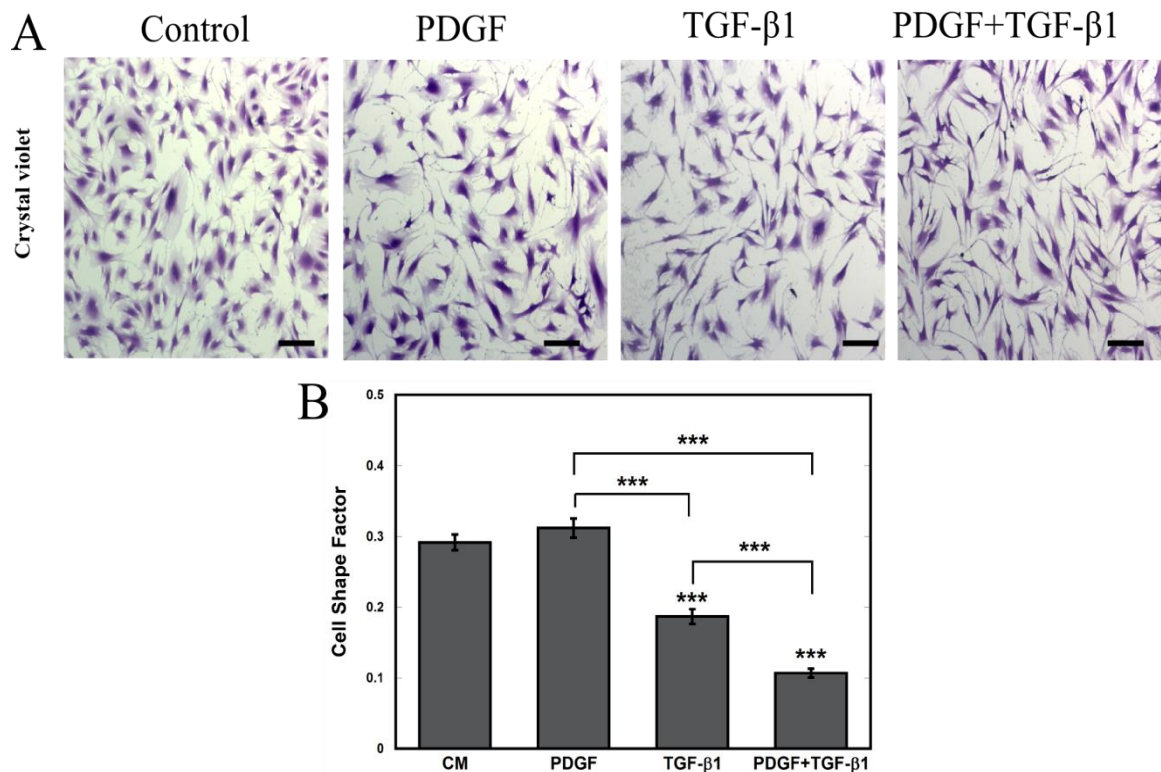 A
Control
PDGF
TGF-β1
PDGF+TGF-β1
Crystal violet
B
0.5
0.4
0.3
0.2
0.1
0
Cell Shape Factor
***
***
***
***
***
CM
PDGF
TGF-β1
PDGF+TGF-β1